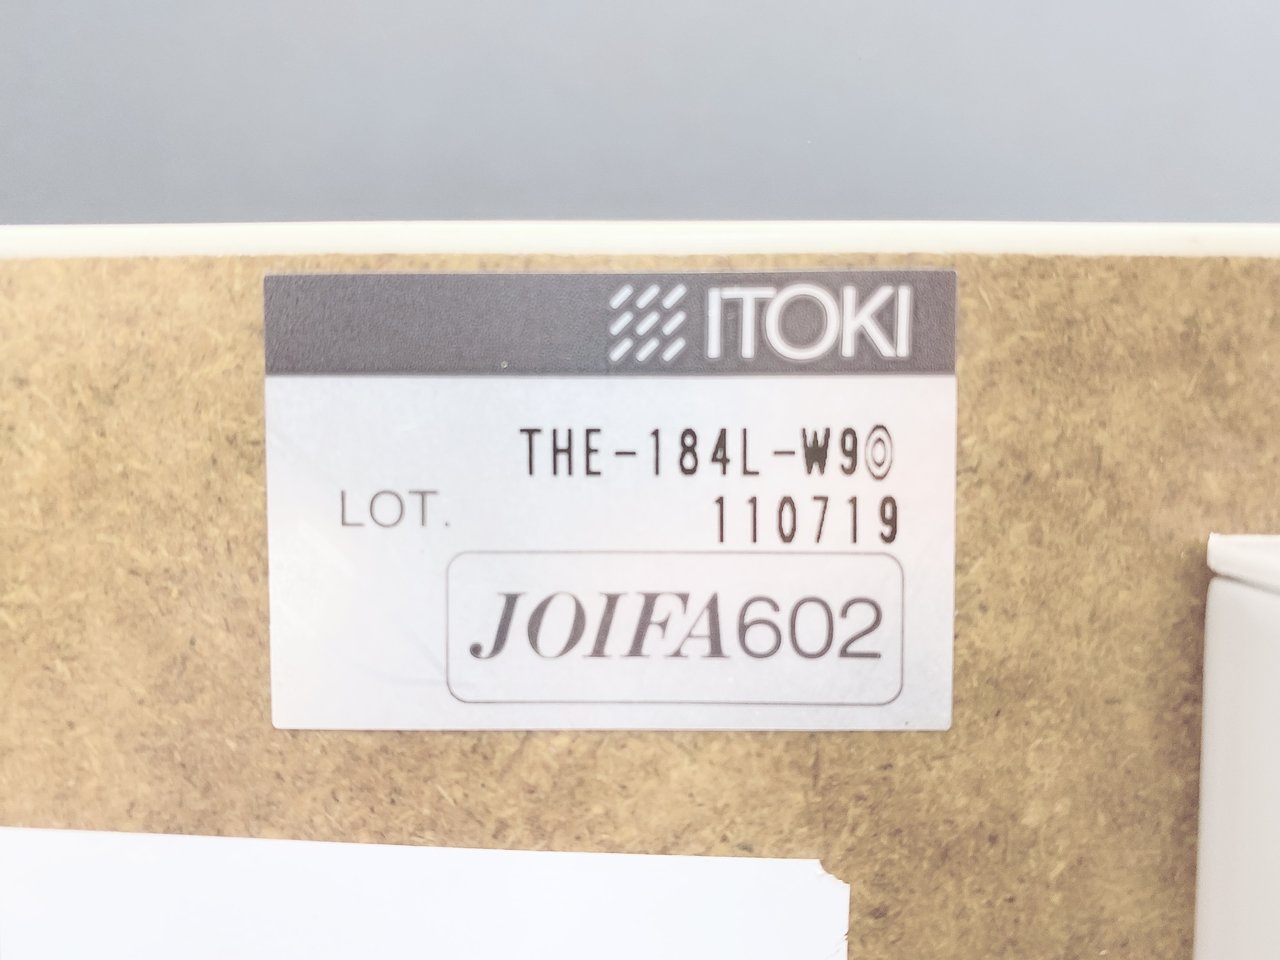 ITOKI
THE-184L-W9◎
LOT. 110719
JOIFA602